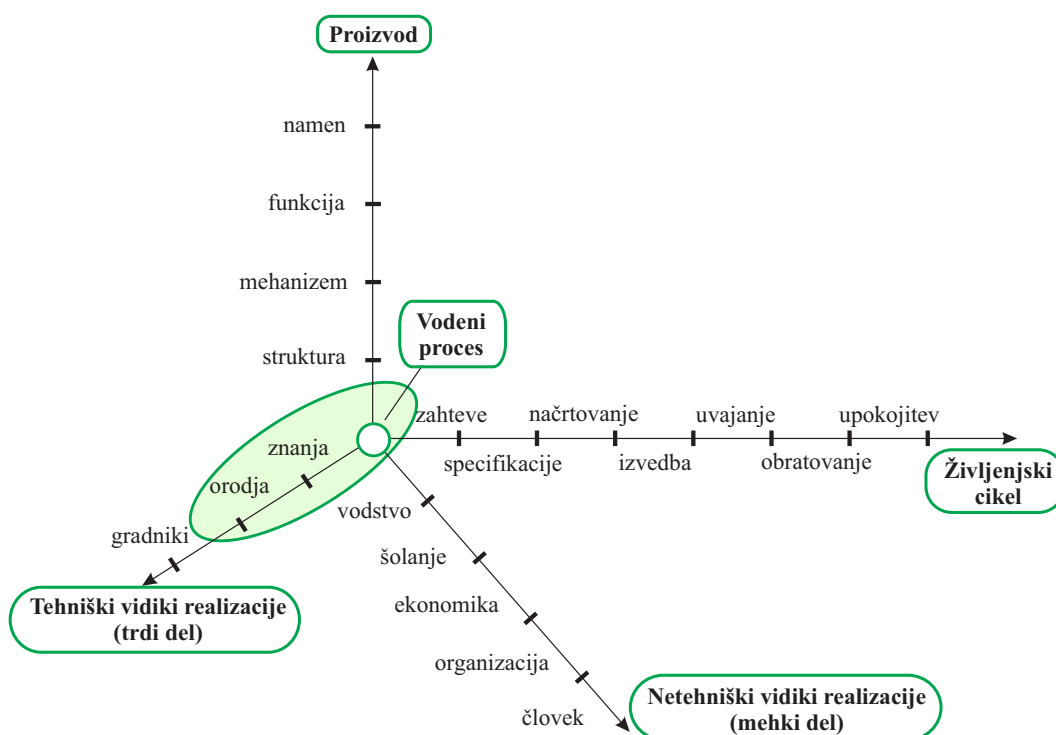 Proizvod
namen
funkcija
mehanizem
struktura
Vodeni
proces
zahteve
načrtovanje
uvajanje
upokojitev
specifikacije
izvedba
obratovanje
Življenjski
cikel
znanja
orodja
gradniki
Tehniški vidiki realizacije
(trdi del)
vodstvo
šolanje
ekonomika
organizacija
človek
Netehniški vidiki realizacije
(mehki del)